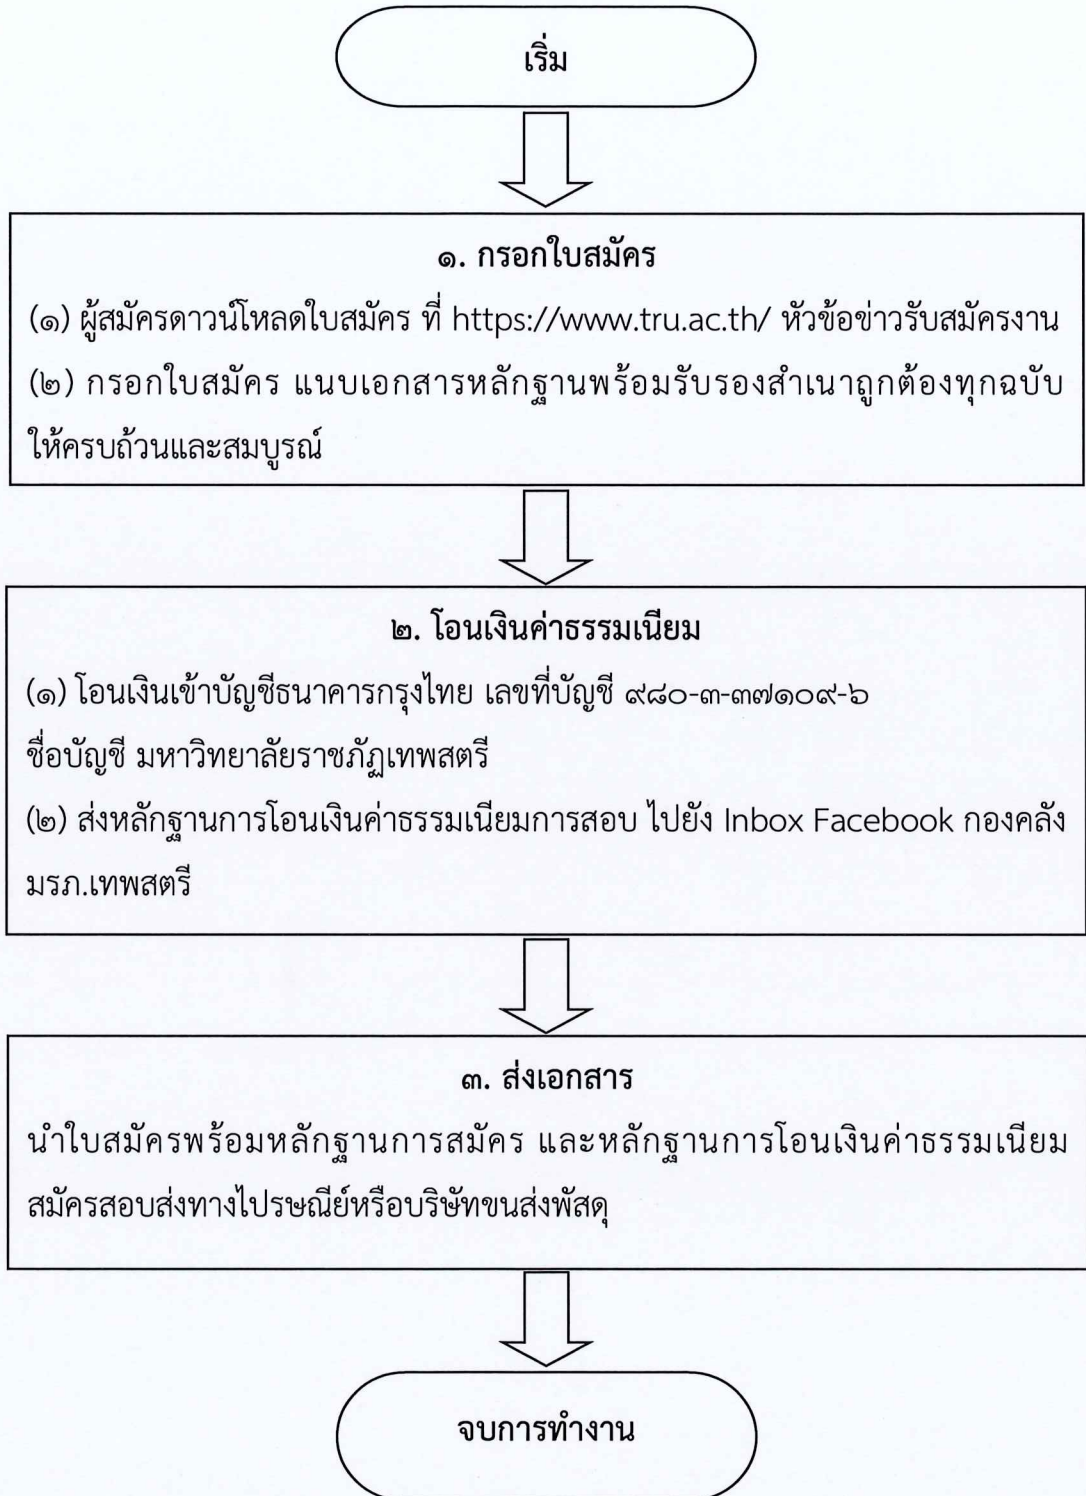 เริ่ม
๑. กรอกใบสมัคร
(๑) ผู้สมัครดาวน์โหลดใบสมัคร ที่ https://www.tru.ac.th/ หัวข้อข่าวรับสมัครงาน
(๒) กรอกใบสมัคร แนบเอกสารหลักฐานพร้อมรับรองสำเนาถูกต้องทุกฉบับ
ให้ครบถ้วนและสมบูรณ์
๒. โอนเงินค่าธรรมเนียม
(๑) โอนเงินเข้าบัญชีธนาคารกรุงไทย เลขที่บัญชี ๙๘๐-๓-๓๗๑๐๙-๖
ชื่อบัญชี มหาวิทยาลัยราชภัฏเทพสตรี
(๒) ส่งหลักฐานการโอนเงินค่าธรรมเนียมการสอบ ไปยัง Inbox Facebook กองคลัง
มรภ.เทพสตรี
๓. ส่งเอกสาร
นำใบสมัครพร้อมหลักฐานการสมัคร และหลักฐานการโอนเงินค่าธรรมเนียม
สมัครสอบส่งทางไปรษณีย์หรือบริษัทขนส่งพัสดุ
จบการทำงาน